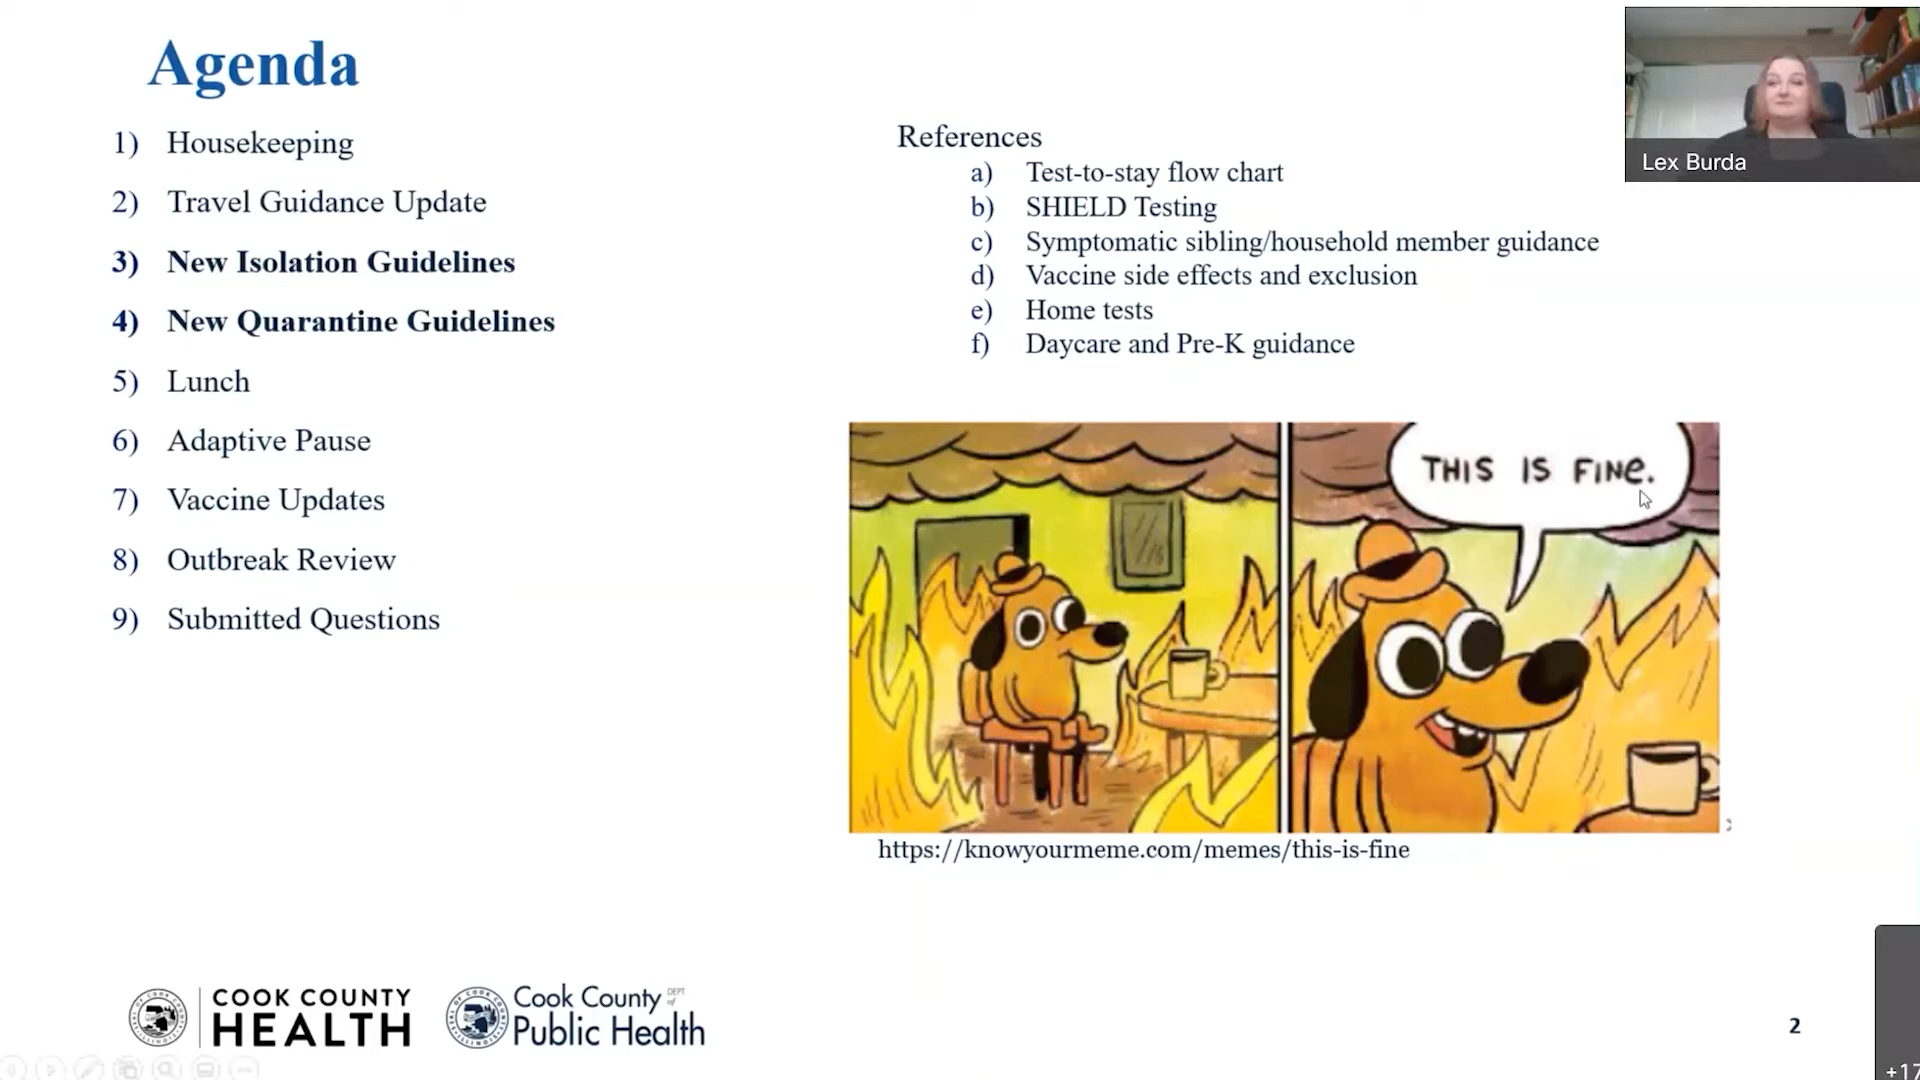 Agenda
1) Housekeeping
2) Travel Guidance Update
3) New Isolation Guidelines
4) New Quarantine Guidelines
5) Lunch
6) Adaptive Pause
7) Vaccine Updates
8) Outbreak Review
9) Submitted Questions
References
a) Test-to-stay flow chart
b) SHIELD Testing
c) Symptomatic sibling/household member guidance
d) Vaccine side effects and exclusion
e) Home tests
f) Daycare and Pre-K guidance
Lex Burda
THIS IS FINe.
https://knowyourmeme.com/memes/this-is-fine
COOK COUNTY
HEALTH
Cook County DEPT. of
Public Health
2
+17